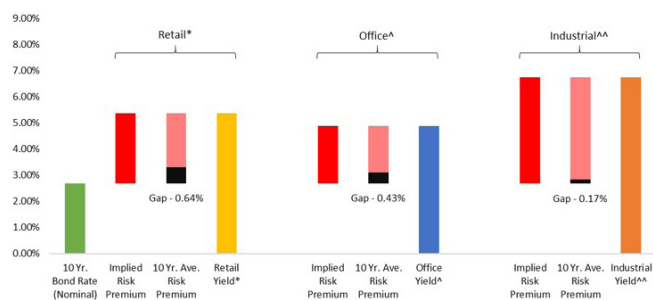 9.00%
8.00%
7.00%
6.00%
5.00%
4.00%
3.00%
2.00%
1.00%
0.00%
Retail*
Office^
Industrial^^
Gap - 0.64%
Gap - 0.43%
Gap - 0.17%
10 Yr.
Bond Rate
(Nominal)
Implied
Risk
Premium
10 Yr. Ave.
Risk
Premium
Retail
Yield*
Implied
Risk
Premium
10 Yr. Ave.
Risk
Premium
Office
Yield^
Implied
Risk
Premium
10 Yr. Ave.
Risk
Premium
Industrial
Yield^^